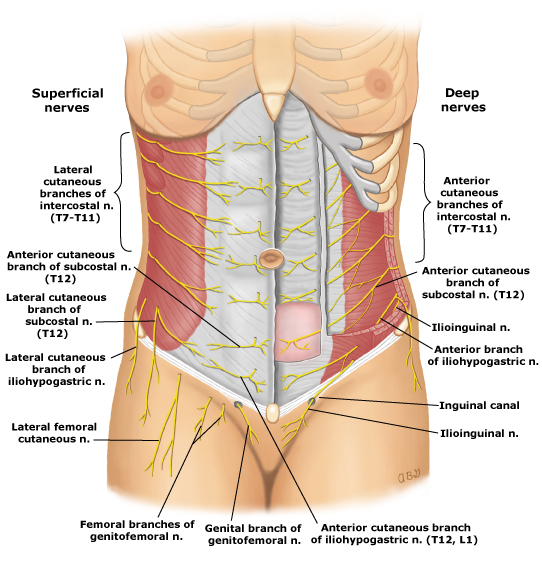 Superficial
nerves
Deep
nerves
Lateral
cutaneous
branches of
intercostal n.
(T7-T11)
Anterior
cutaneous
branches of
intercostal n.
(T7-T11)
Anterior cutaneous
branch of subcostal n.
(T12)
Lateral cutaneous
branch of
subcostal n.
(T12)
Lateral cutaneous
branch of
iliohypogastric n.
Lateral femoral
cutaneous n.
Anterior cutaneous
branch of
subcostal n. (T12)
Ilioinguinal n.
Anterior branch
of iliohypogastric n.
Inguinal canal
Ilioinguinal n.
Femoral branches of
genitofemoral n.
Genital branch of
genitofemoral n.
Anterior cutaneous branch
of iliohypogastric n. (T12, L1)